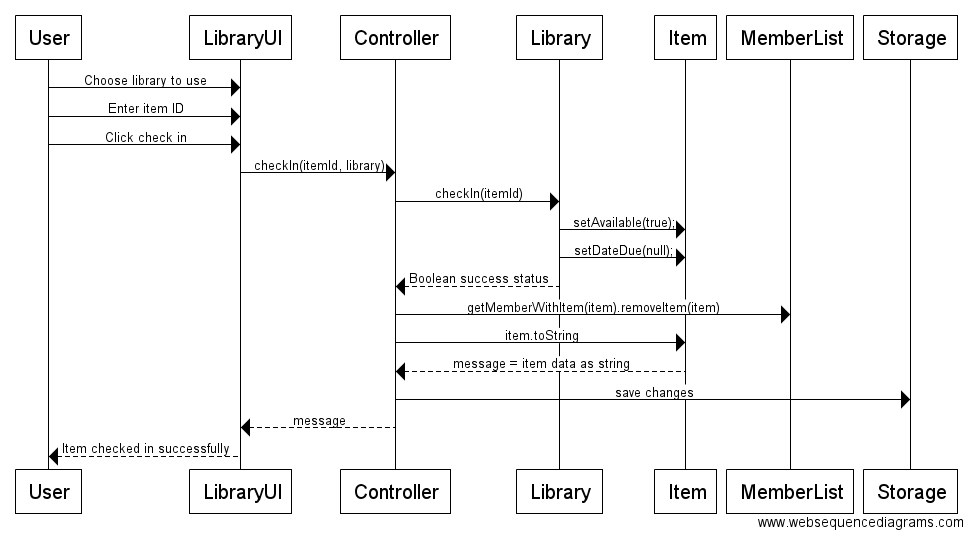 User LibraryUI Controller Library Item MemberList Storage
Choose library to use
Enter item ID
Click check in
checkIn(itemId, library)
checkIn(itemId)
setAvailable(true);
setDateDue(null);
Boolean success status
getMemberWithItem(item).removeItem(item)
item.toString
message = item data as string
save changes
message
Item checked in successfully
User LibraryUI Controller Library Item MemberList Storage
www.websequencediagrams.com